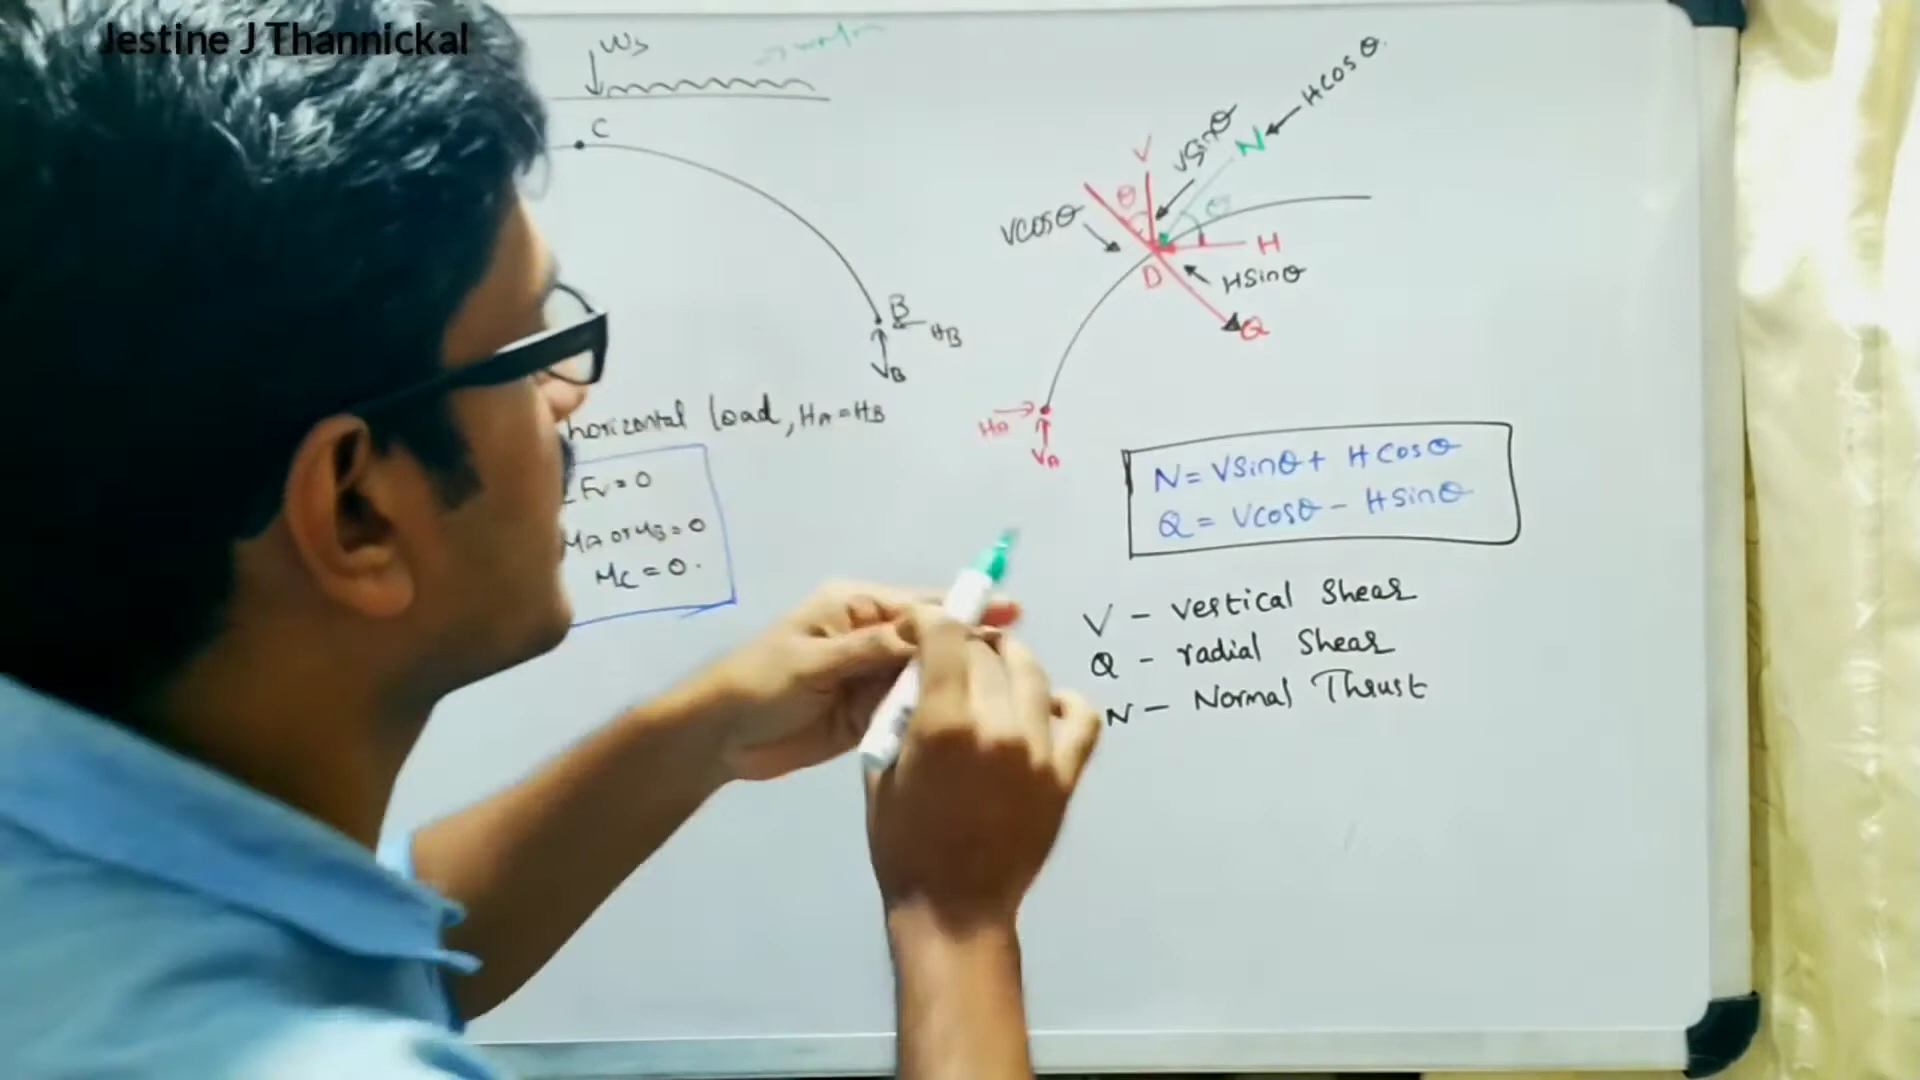 Jestine J Thannickal
W3
C
B
HB
VB
horizontal load, HA = HB
ΣFv = 0
MA or MB = 0
Mc = 0.
Hcosθ
Vsinθ
N
V
θ
θ
Vcosθ
H
D
Hsinθ
Q
HA
VA
N = Vsinθ + Hcosθ
Q = Vcosθ - Hsinθ
V - Vertical Shear
Q - radial Shear
N - Normal Thrust